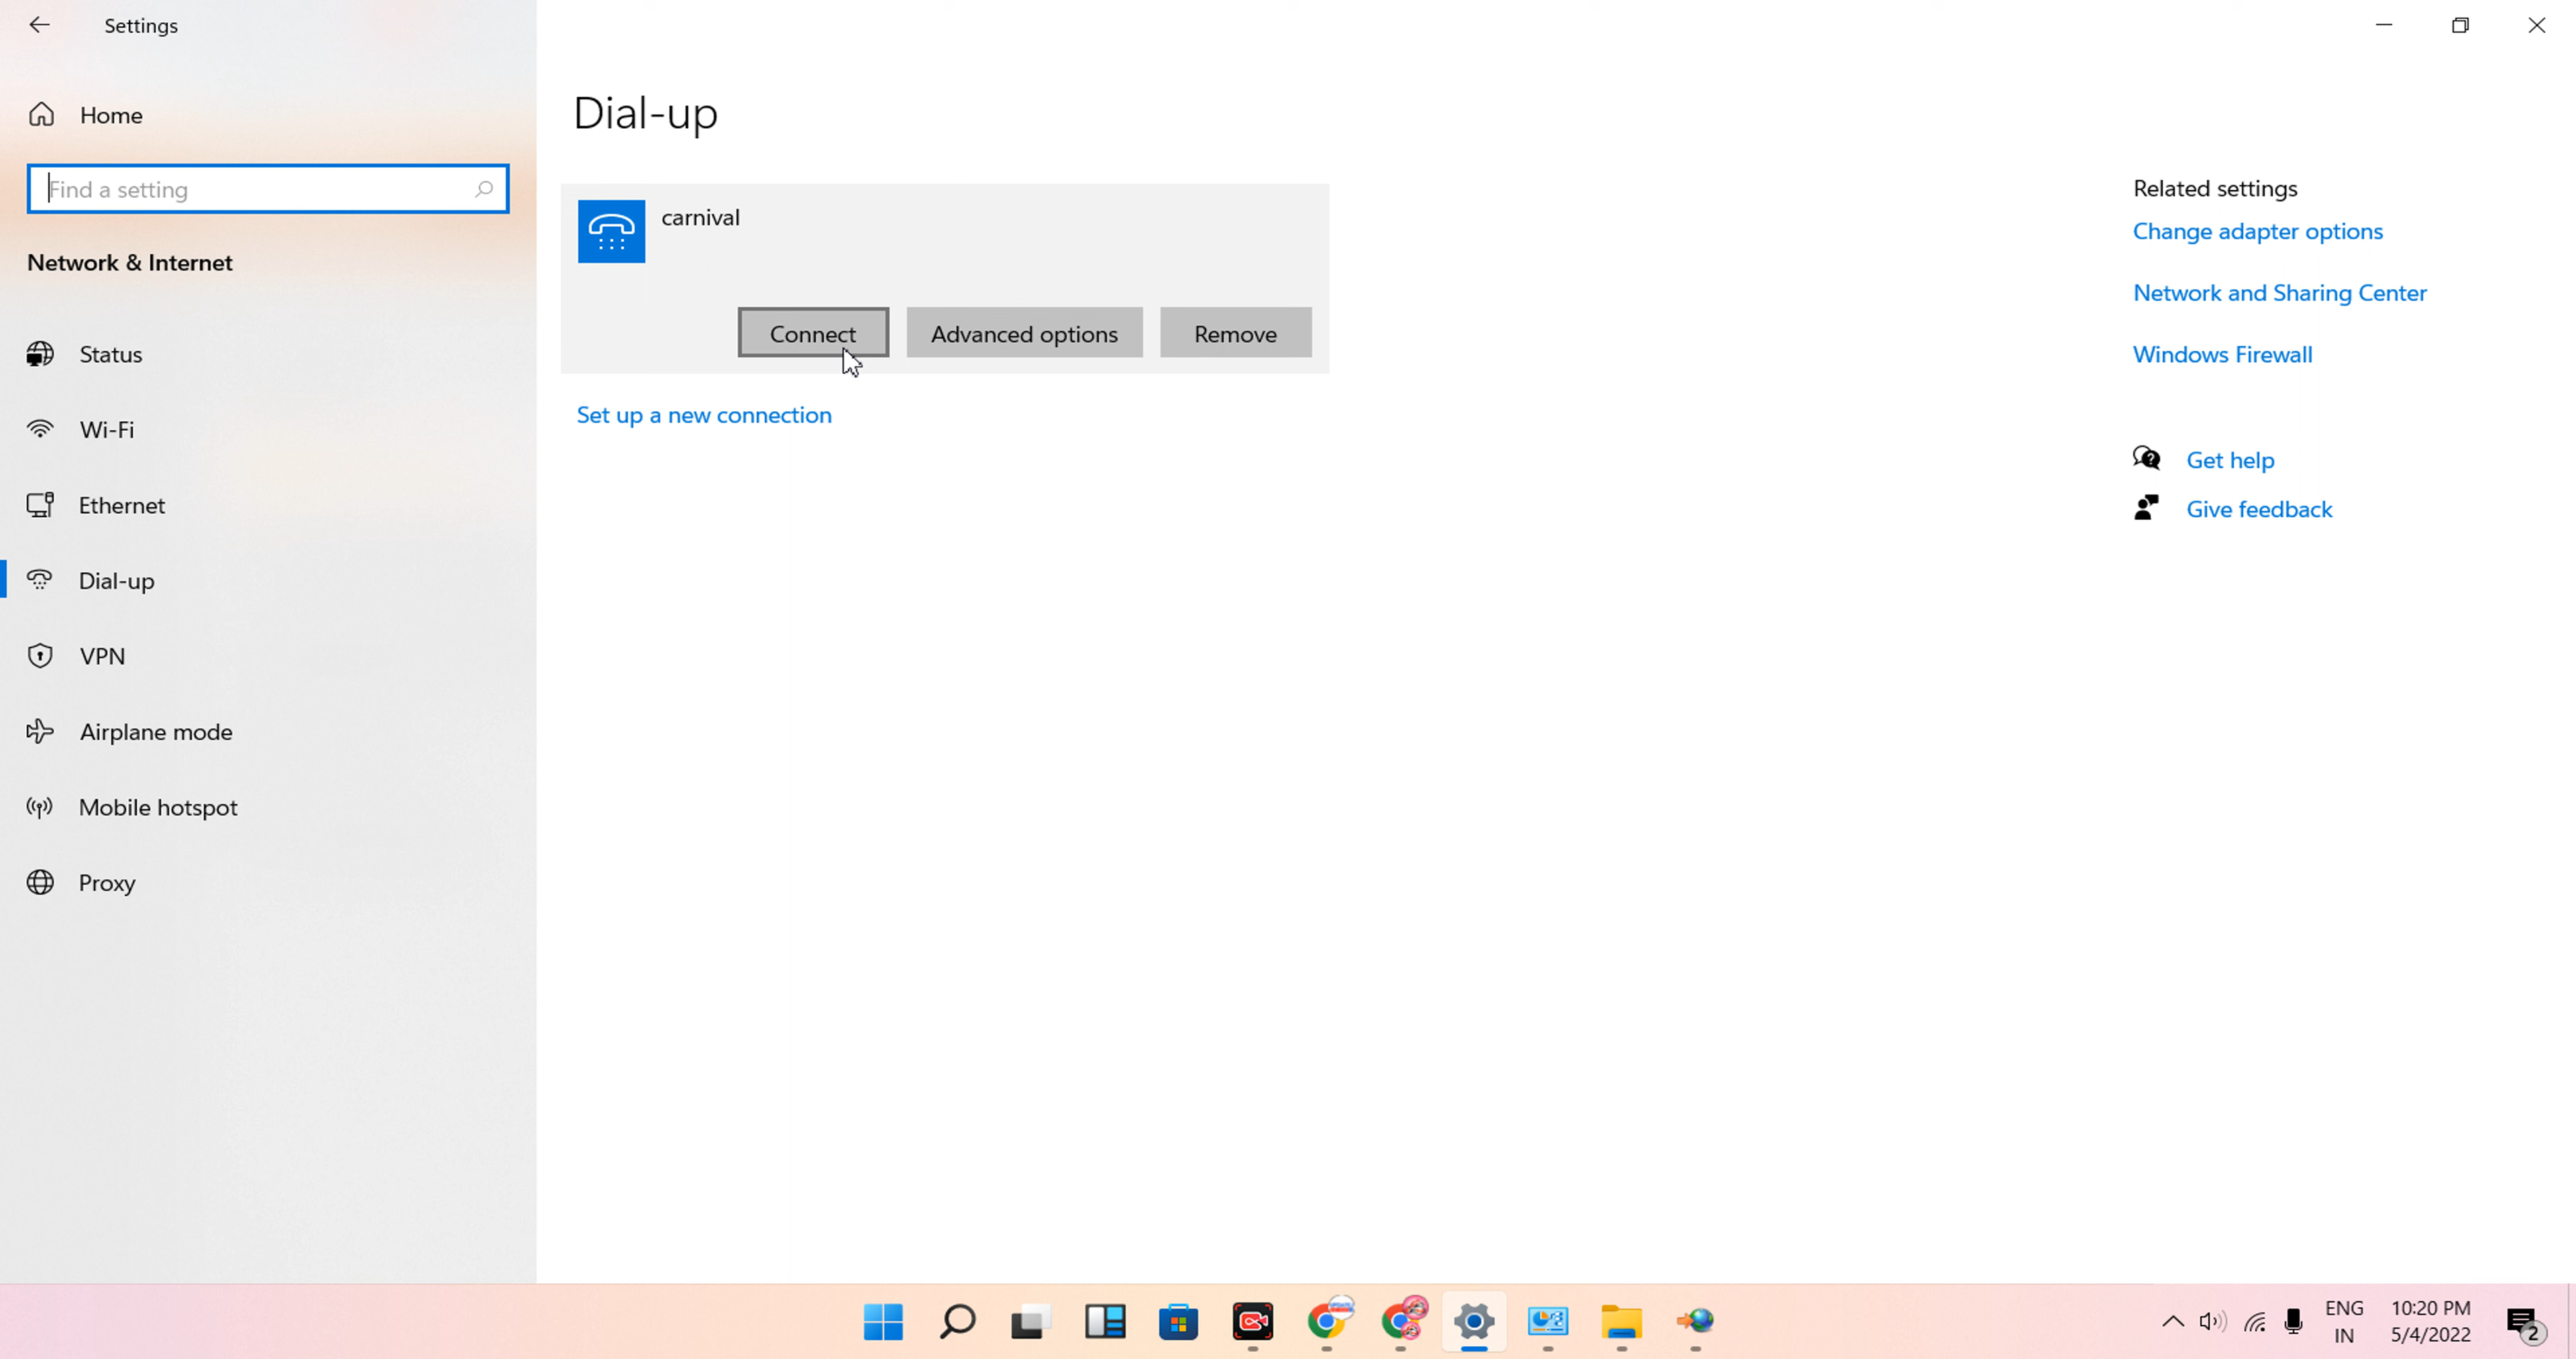 Settings
Home
Find a setting
Network & Internet
Status
Wi-Fi
Ethernet
Dial-up
VPN
Airplane mode
Mobile hotspot
Proxy
Dial-up
carnival
Connect
Advanced options
Remove
Set up a new connection
Related settings
Change adapter options
Network and Sharing Center
Windows Firewall
Get help
Give feedback
ENG
IN
10:20 PM
5/4/2022
2